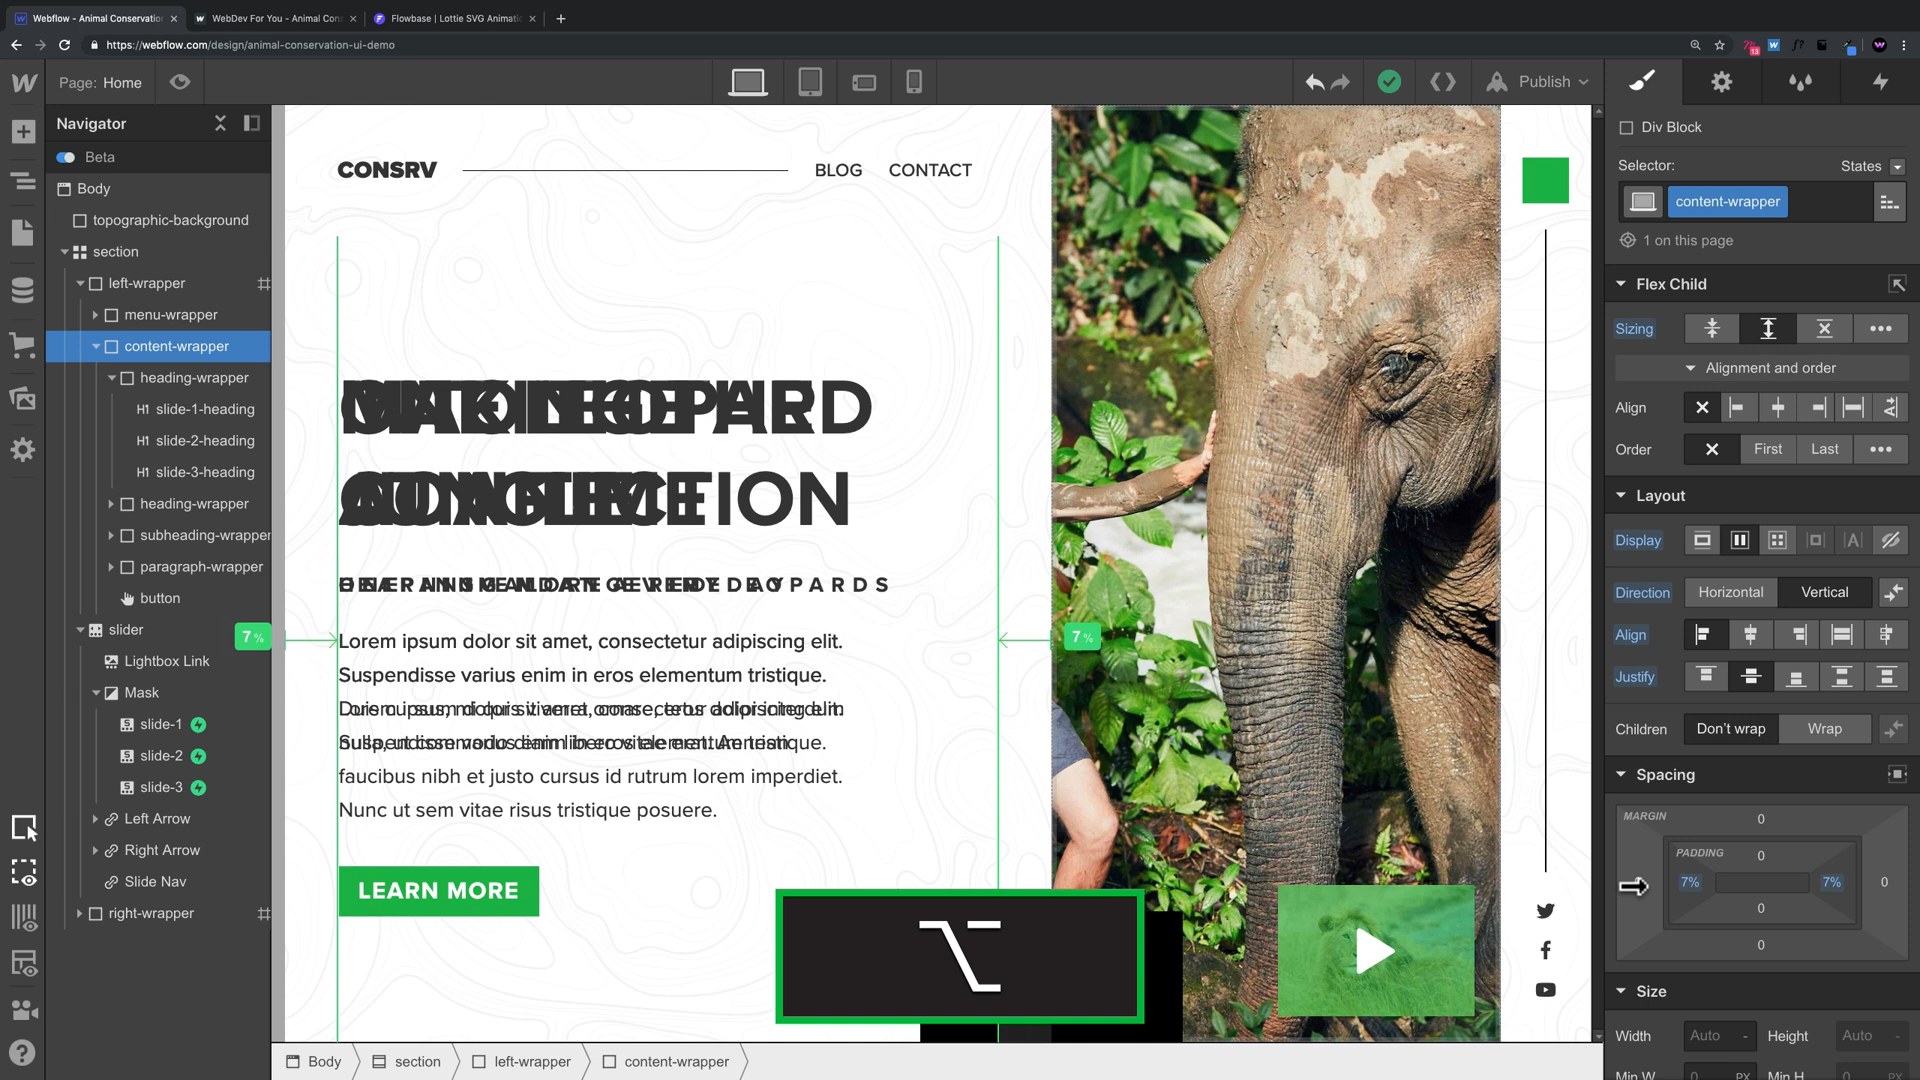 Webflow - Animal Conservatio
WebDev For You - Animal Con
Flowbase | Lottie SVG Animati
https://webflow.com/design/animal-conservation-ui-demo
13
Page: Home
Publish
Navigator
Beta
Body
topographic-background
section
left-wrapper
menu-wrapper
content-wrapper
heading-wrapper
H1 slide-1-heading
H1 slide-2-heading
H1 slide-3-heading
heading-wrapper
subheading-wrapper
paragraph-wrapper
button
slider
Lightbox Link
Mask
slide-1
slide-2
slide-3
Left Arrow
Right Arrow
Slide Nav
right-wrapper
CONSRV
BLOG
CONTACT
7 %
7 %
Lorem ipsum dolor sit amet, consectetur adipiscing elit.
Suspendisse varius enim in eros elementum tristique.
faucibus nibh et justo cursus id rutrum lorem imperdiet.
Nunc ut sem vitae risus tristique posuere.
LEARN MORE
Body
section
left-wrapper
content-wrapper
Div Block
Selector:
States
content-wrapper
1 on this page
Flex Child
Sizing
Alignment and order
Align
Order
First
Last
Layout
Display
Direction
Horizontal
Vertical
Align
Justify
Children
Don't wrap
Wrap
Spacing
MARGIN
0
PADDING
0
7%
7%
0
0
0
Size
Width
Auto
-
Height
Auto
-
Min W
0
PX
Min H
0
PX